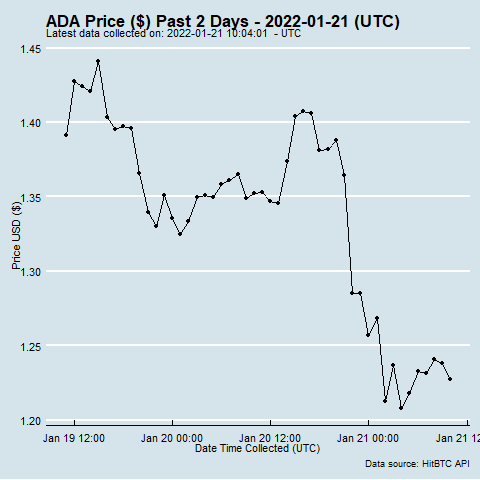 ADA Price ($) Past 2 Days - 2022-01-21 (UTC)
Latest data collected on: 2022-01-21 10:04:01 - UTC
1.45
1.40
1.35
1.30
1.25
1.20
Price USD ($)
Jan 19 12:00 Jan 20 00:00 Jan 20 12:00 Jan 21 00:00 Jan 21 12
Date Time Collected (UTC)
Data source: HitBTC API